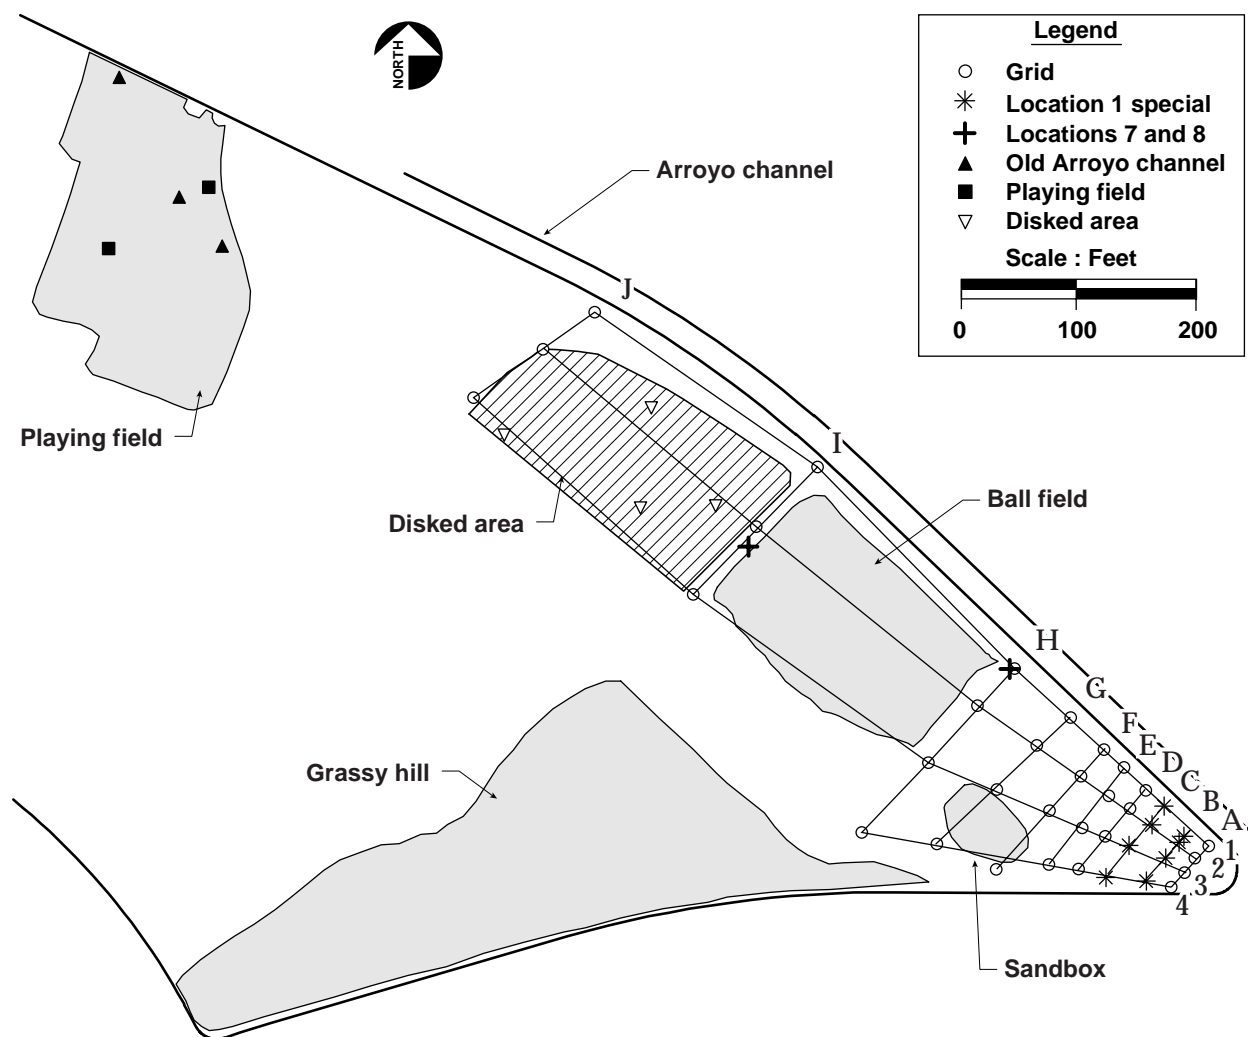 Legend
Grid
Location 1 special
Locations 7 and 8
Old Arroyo channel
Playing field
Disked area
Scale : Feet
0 100 200
NORTH
Arroyo channel
J
I
Playing field
Disked area
Ball field
H
G
F
E
D
C
B
A
1
2
3
4
Grassy hill
Sandbox